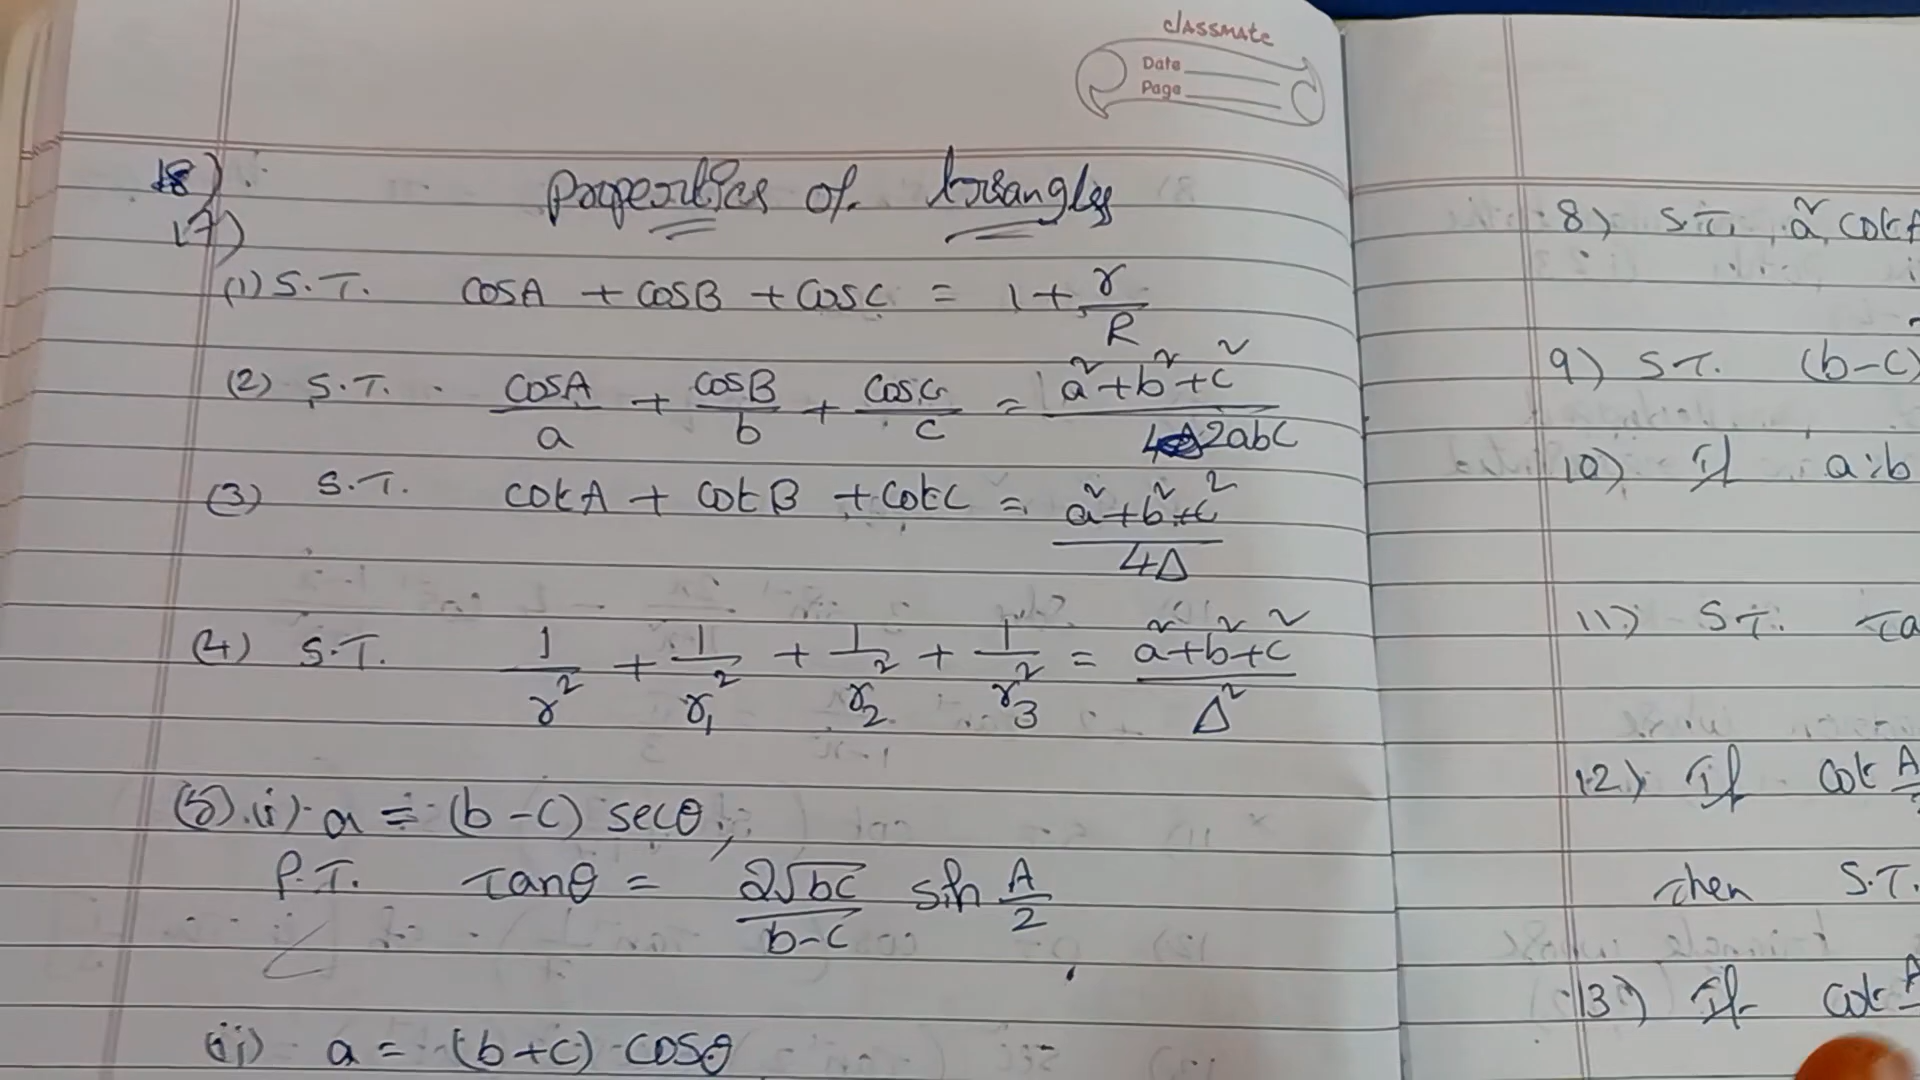 classmate
Date
Page
18)
17)
Properties of triangles
(1) S.T. cosA + cosB + cosC = 1 + r/R
(2) S.T. cosA/a + cosB/b + cosC/c = a²+b²+c²/2abc
(3) S.T. cotA + cotB + cotC = a²+b²+c²/4Δ
(4) S.T. 1/r² + 1/r₁² + 1/r₂² + 1/r₃² = a²+b²+c²/Δ²
(5).(i) a = (b-c) secθ,
P.T. Tanθ = 2√bc/b-c sin A/2
(ii) a = (b+c) cosθ
8) S.T. a² cotA
9) S.T. (b-c)
10) If a:b
11) S.T. Ta
12) If cot A
Then S.T.
13) If cot A